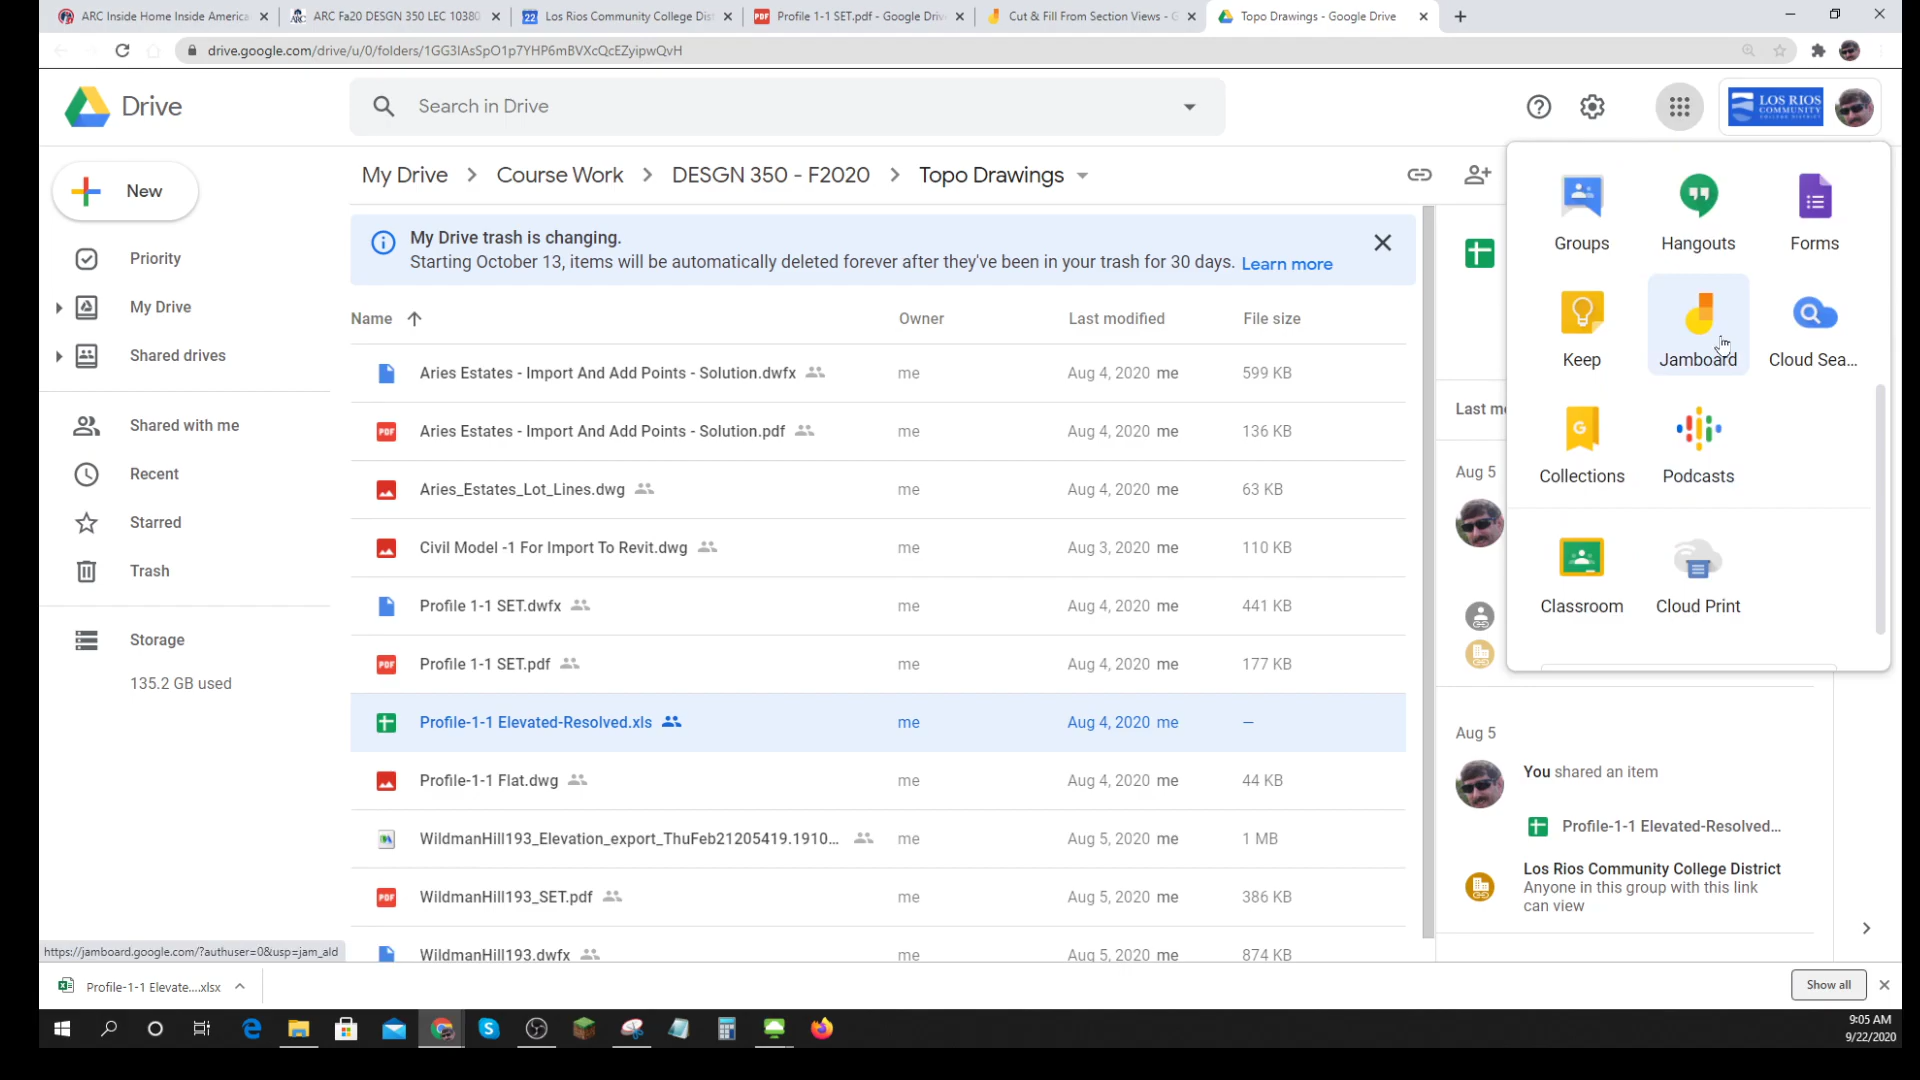 ARC Inside Home Inside America
ARC Fa20 DESGN 350 LEC 10380
Los Rios Community College Dis
Profile 1-1 SET.pdf - Google Driv
Cut & Fill From Section Views - G
Topo Drawings - Google Drive
drive.google.com/drive/u/0/folders/1GG3IAsSpO1p7YHP6mBVXcQcEZyipwQvH
Drive
Search in Drive
LOS RIOS
COMMUNITY
COLLEGE DISTRICT
New
My Drive > Course Work > DESGN 350 - F2020 > Topo Drawings
Priority
My Drive
Shared drives
Shared with me
Recent
Starred
Trash
Storage
135.2 GB used
My Drive trash is changing.
Starting October 13, items will be automatically deleted forever after they've been in your trash for 30 days. Learn more
Name Owner Last modified File size
Aries Estates - Import And Add Points - Solution.dwfx me Aug 4, 2020 me 599 KB
PDF Aries Estates - Import And Add Points - Solution.pdf me Aug 4, 2020 me 136 KB
Aries_Estates_Lot_Lines.dwg me Aug 4, 2020 me 63 KB
Civil Model -1 For Import To Revit.dwg me Aug 3, 2020 me 110 KB
Profile 1-1 SET.dwfx me Aug 4, 2020 me 441 KB
PDF Profile 1-1 SET.pdf me Aug 4, 2020 me 177 KB
Profile-1-1 Elevated-Resolved.xls me Aug 4, 2020 me –
Profile-1-1 Flat.dwg me Aug 4, 2020 me 44 KB
WildmanHill193_Elevation_export_ThuFeb21205419.1910... me Aug 5, 2020 me 1 MB
PDF WildmanHill193_SET.pdf me Aug 5, 2020 me 386 KB
WildmanHill193.dwfx me Aug 5, 2020 me 874 KB
Groups
Hangouts
Forms
Keep
Jamboard
Cloud Sea...
Collections
Podcasts
Classroom
Cloud Print
Last mo
Aug 5
Aug 5
You shared an item
Profile-1-1 Elevated-Resolved...
Los Rios Community College District
Anyone in this group with this link
can view
https://jamboard.google.com/?authuser=0&usp=jam_ald
Profile-1-1 Elevate....xlsx
Show all
9:05 AM
9/22/2020